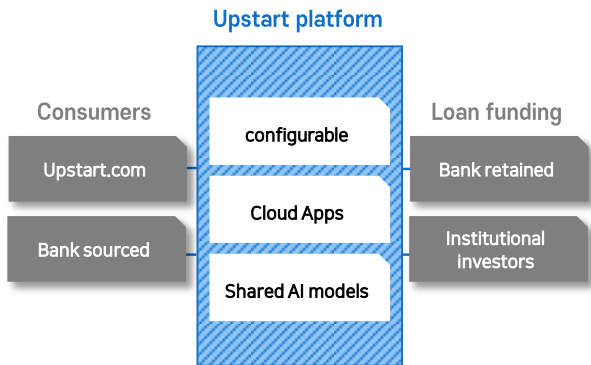 Upstart platform
Consumers
Upstart.com
Bank sourced
configurable
Cloud Apps
Shared AI models
Loan funding
Bank retained
Institutional
investors